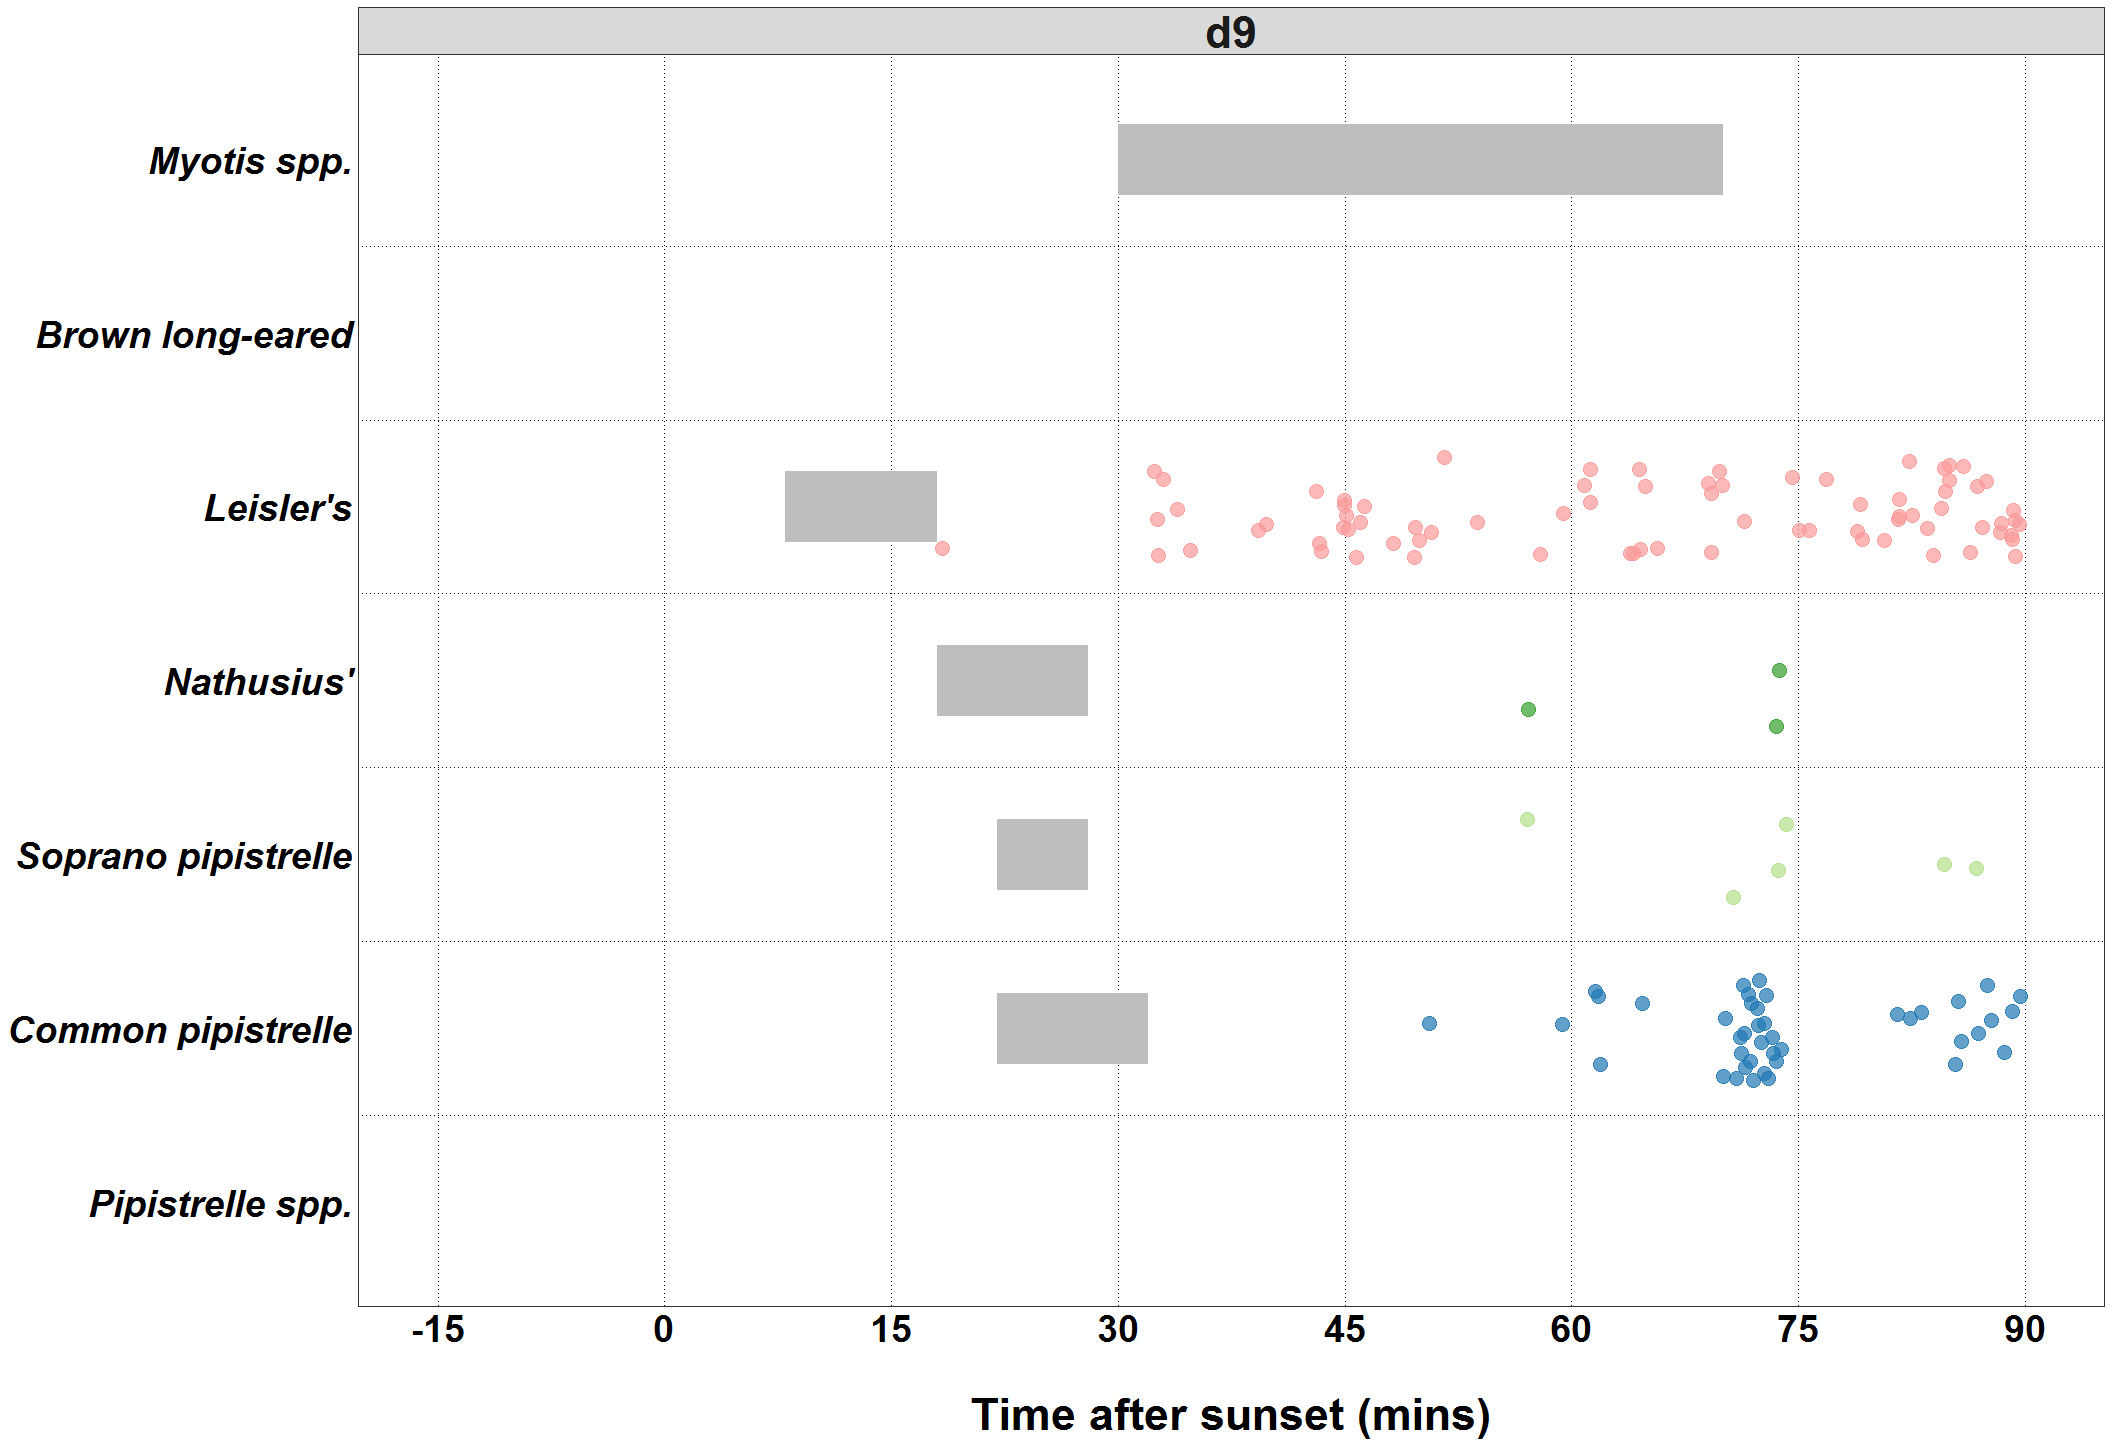 d9
Myotis spp.
Brown long-eared
Leisler's
Nathusius'
Soprano pipistrelle
Common pipistrelle
Pipistrelle spp.
-15 0 15 30 45 60 75 90
Time after sunset (mins)